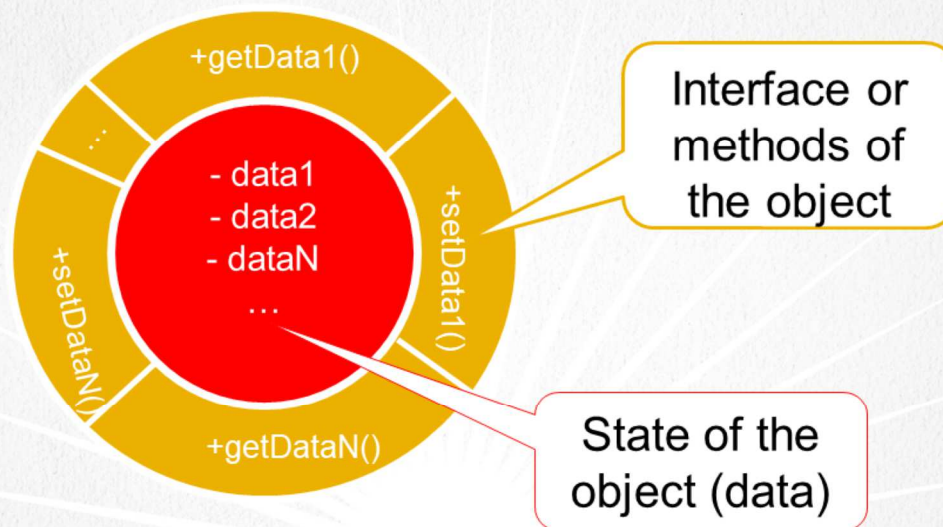 +getData1()
...
- data1
- data2
- dataN
...
+setData1()
+setDataN()
+getDataN()
Interface or
methods of
the object
State of the
object (data)